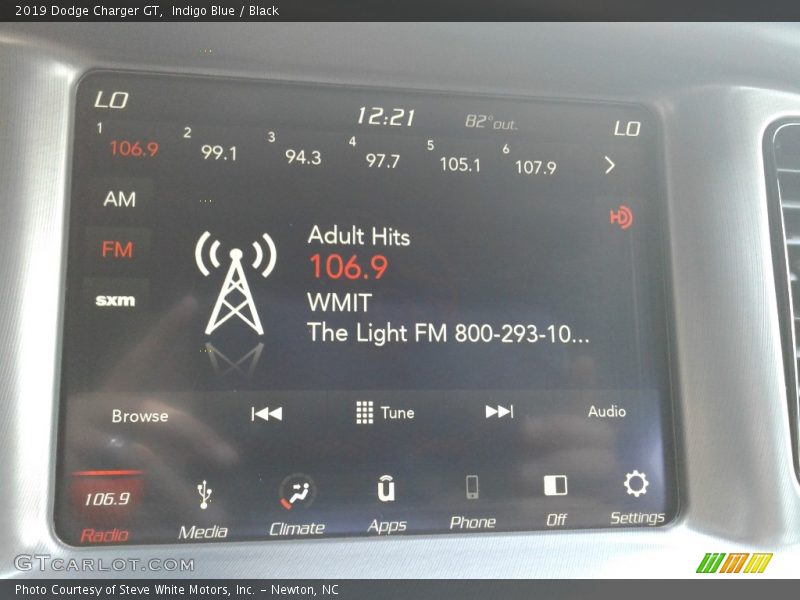 2019 Dodge Charger GT, Indigo Blue / Black
LO
12:21
82°out.
LO
1 106.9 2 99.1 3 94.3 4 97.7 5 105.1 6 107.9
AM
FM
sxm
HD
Adult Hits
106.9
WMIT
The Light FM 800-293-10...
Browse Tune Audio
106.9
Radio Media Climate Apps Phone Off Settings
GTCARLOT.COM
Photo Courtesy of Steve White Motors, Inc. – Newton, NC